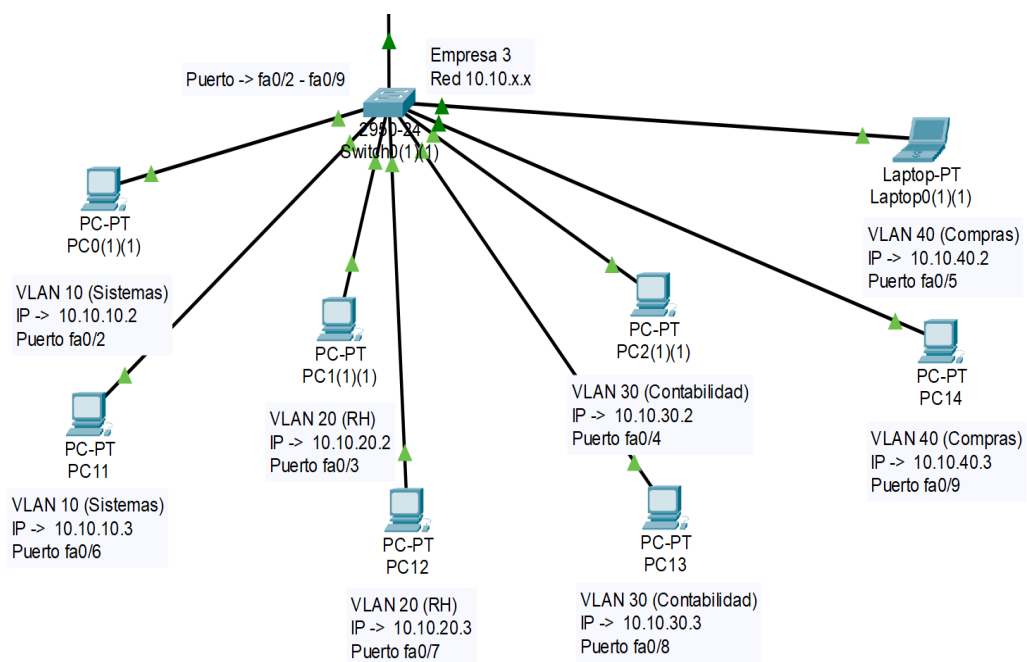 Empresa 3
Red 10.10.x.x
Puerto -> fa0/2 - fa0/9
2950-24
Switch0(1)(1)
Laptop-PT
Laptop0(1)(1)
VLAN 40 (Compras)
IP -> 10.10.40.2
Puerto fa0/5
PC-PT
PC0(1)(1)
VLAN 10 (Sistemas)
IP -> 10.10.10.2
Puerto fa0/2
PC-PT
PC1(1)(1)
VLAN 20 (RH)
IP -> 10.10.20.2
Puerto fa0/3
PC-PT
PC2(1)(1)
VLAN 30 (Contabilidad)
IP -> 10.10.30.2
Puerto fa0/4
PC-PT
PC14
VLAN 40 (Compras)
IP -> 10.10.40.3
Puerto fa0/9
PC-PT
PC11
VLAN 10 (Sistemas)
IP -> 10.10.10.3
Puerto fa0/6
PC-PT
PC12
VLAN 20 (RH)
IP -> 10.10.20.3
Puerto fa0/7
PC-PT
PC13
VLAN 30 (Contabilidad)
IP -> 10.10.30.3
Puerto fa0/8